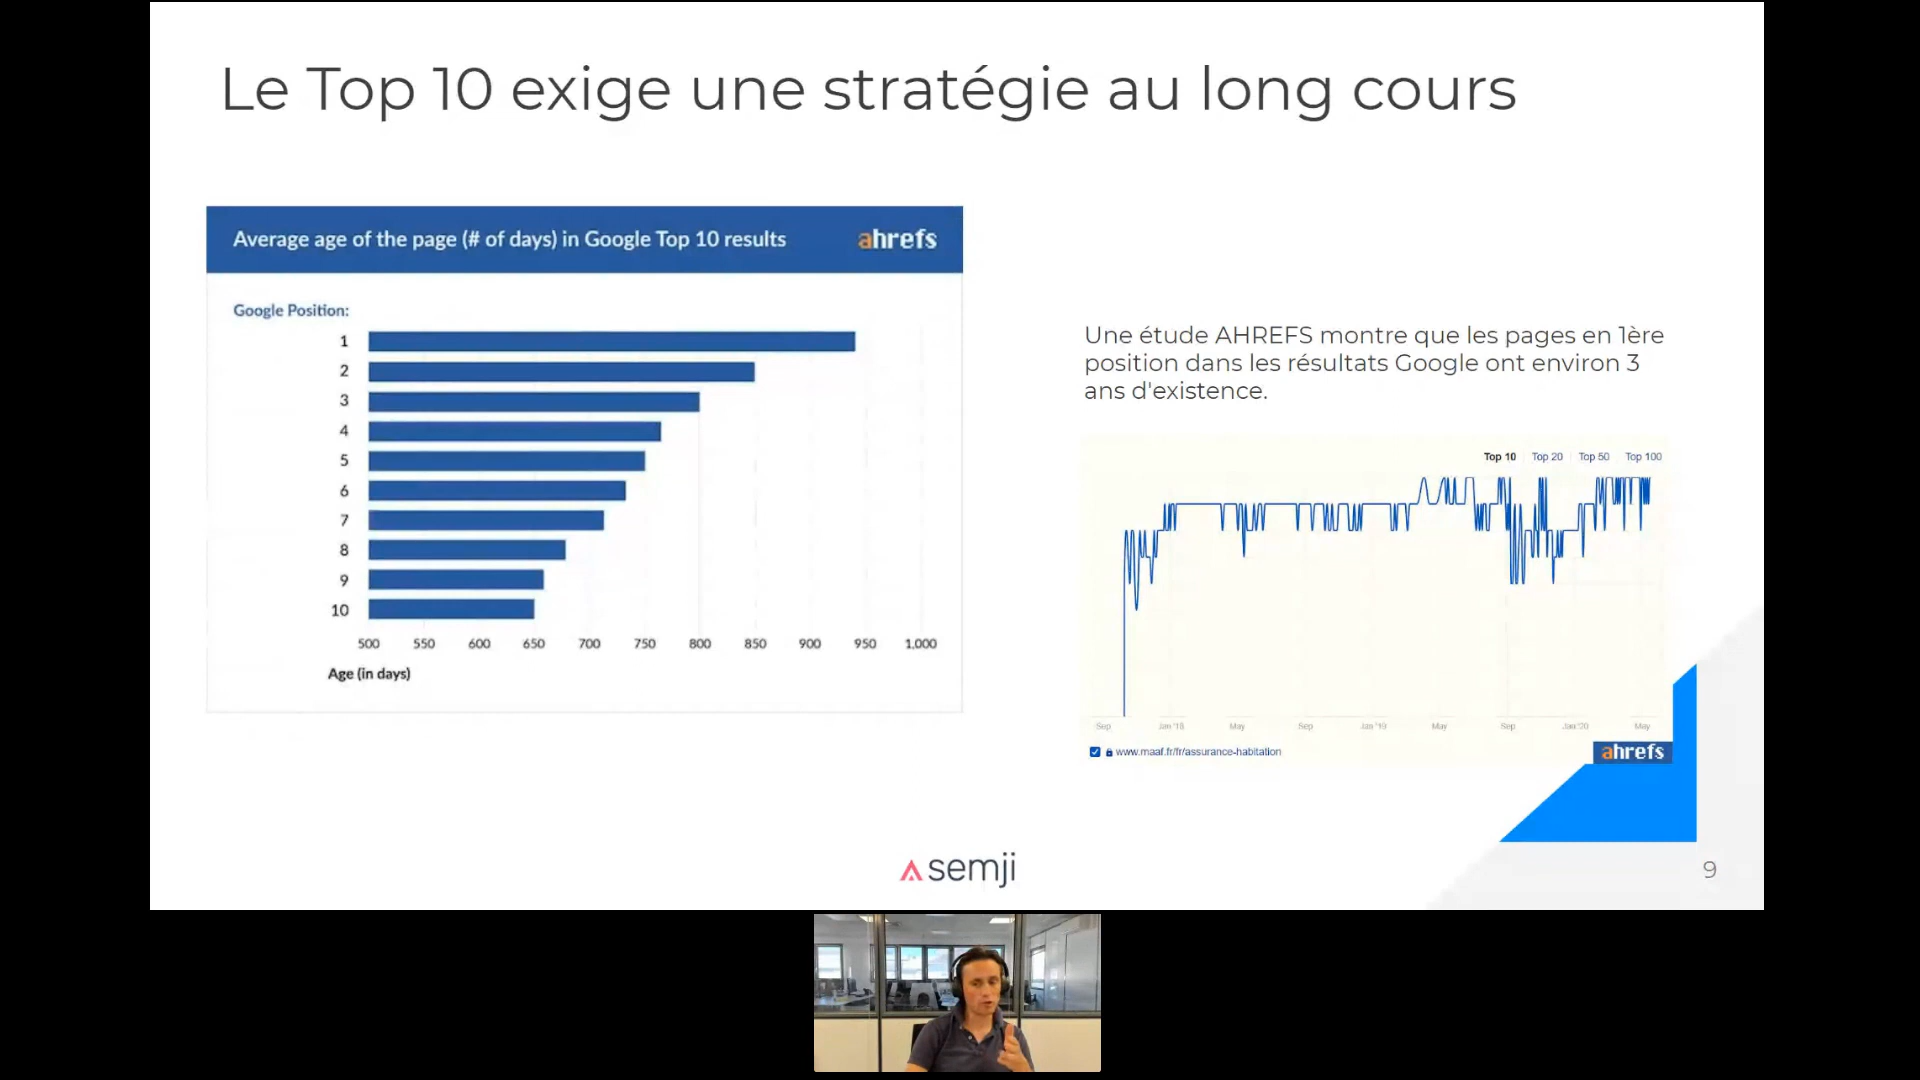 Le Top 10 exige une stratégie au long cours
Average age of the page (# of days) in Google Top 10 results
ahrefs
Google Position:
1
2
3
4
5
6
7
8
9
10
500 550 600 650 700 750 800 850 900 950 1,000
Age (in days)
Une étude AHREFS montre que les pages en 1ère
position dans les résultats Google ont environ 3
ans d'existence.
Top 10 Top 20 Top 50 Top 100
Sep Jan '18 May Sep Jan '19 May Sep Jan '20 May
www.maaf.fr/fr/assurance-habitation
ahrefs
semji
9